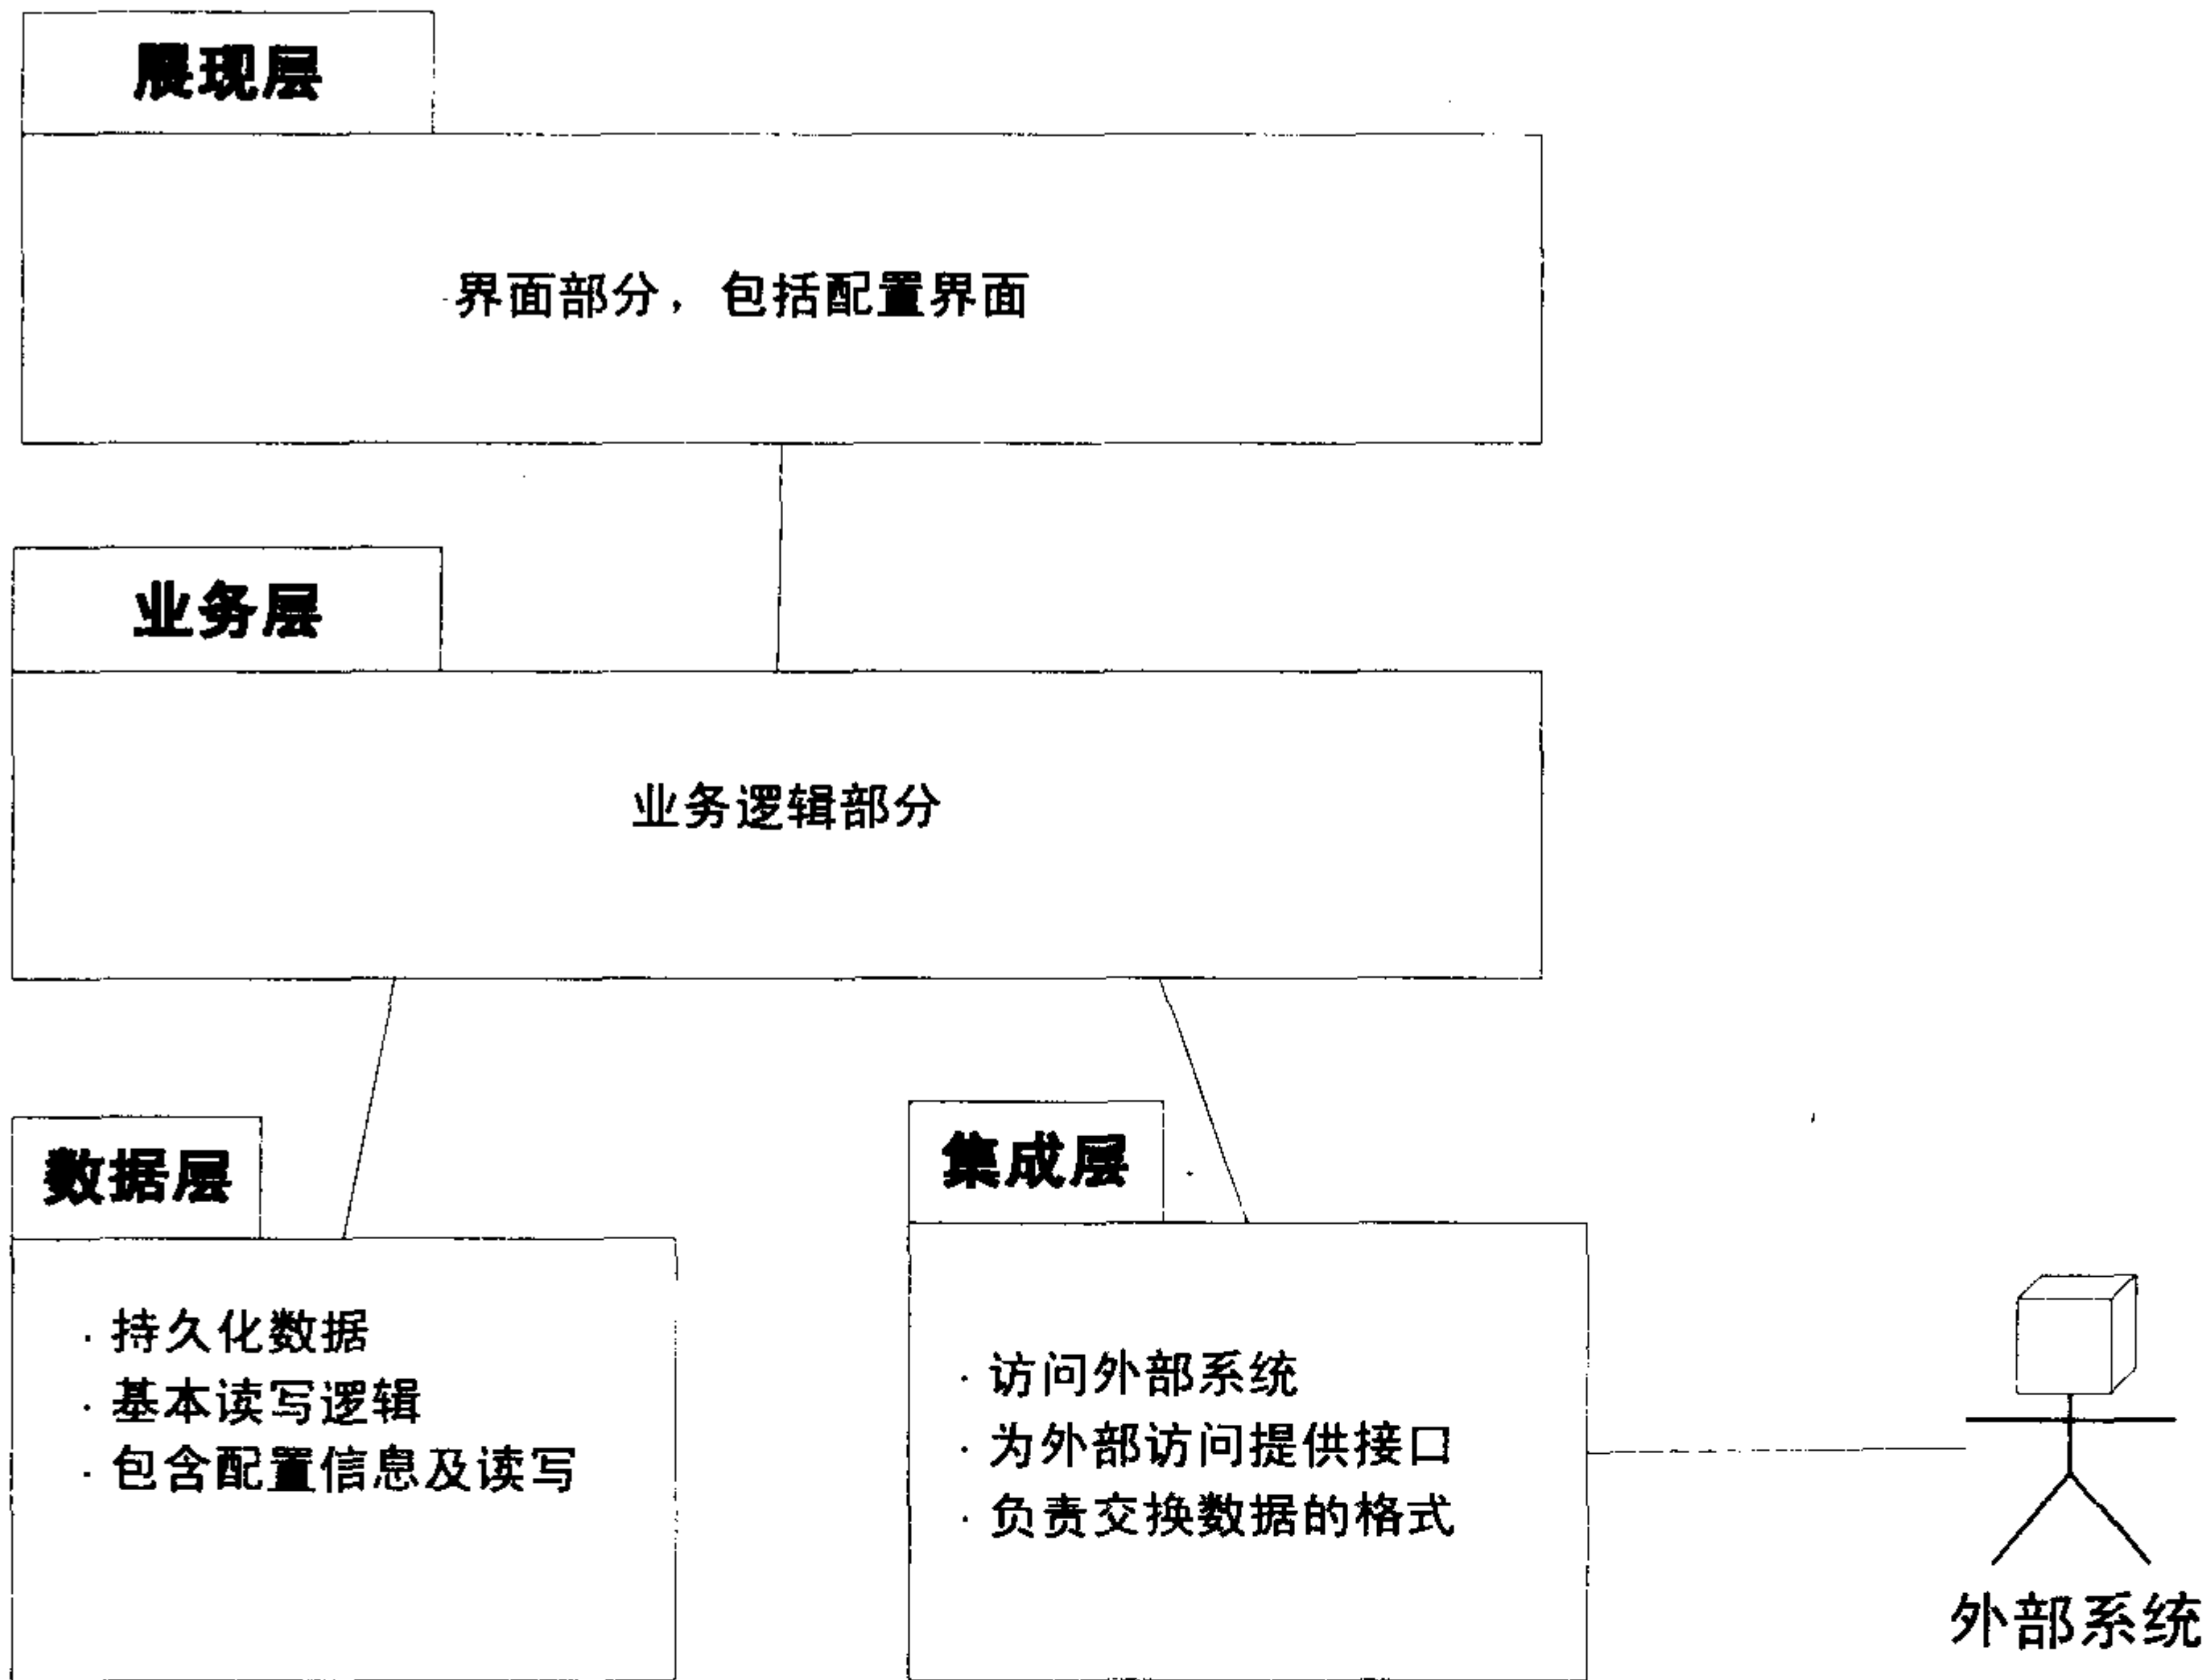 展现层
界面部分，包括配置界面
业务层
业务逻辑部分
数据层
· 持久化数据
· 基本读写逻辑
· 包含配置信息及读写
集成层
· 访问外部系统
· 为外部访问提供接口
· 负责交换数据的格式
外部系统